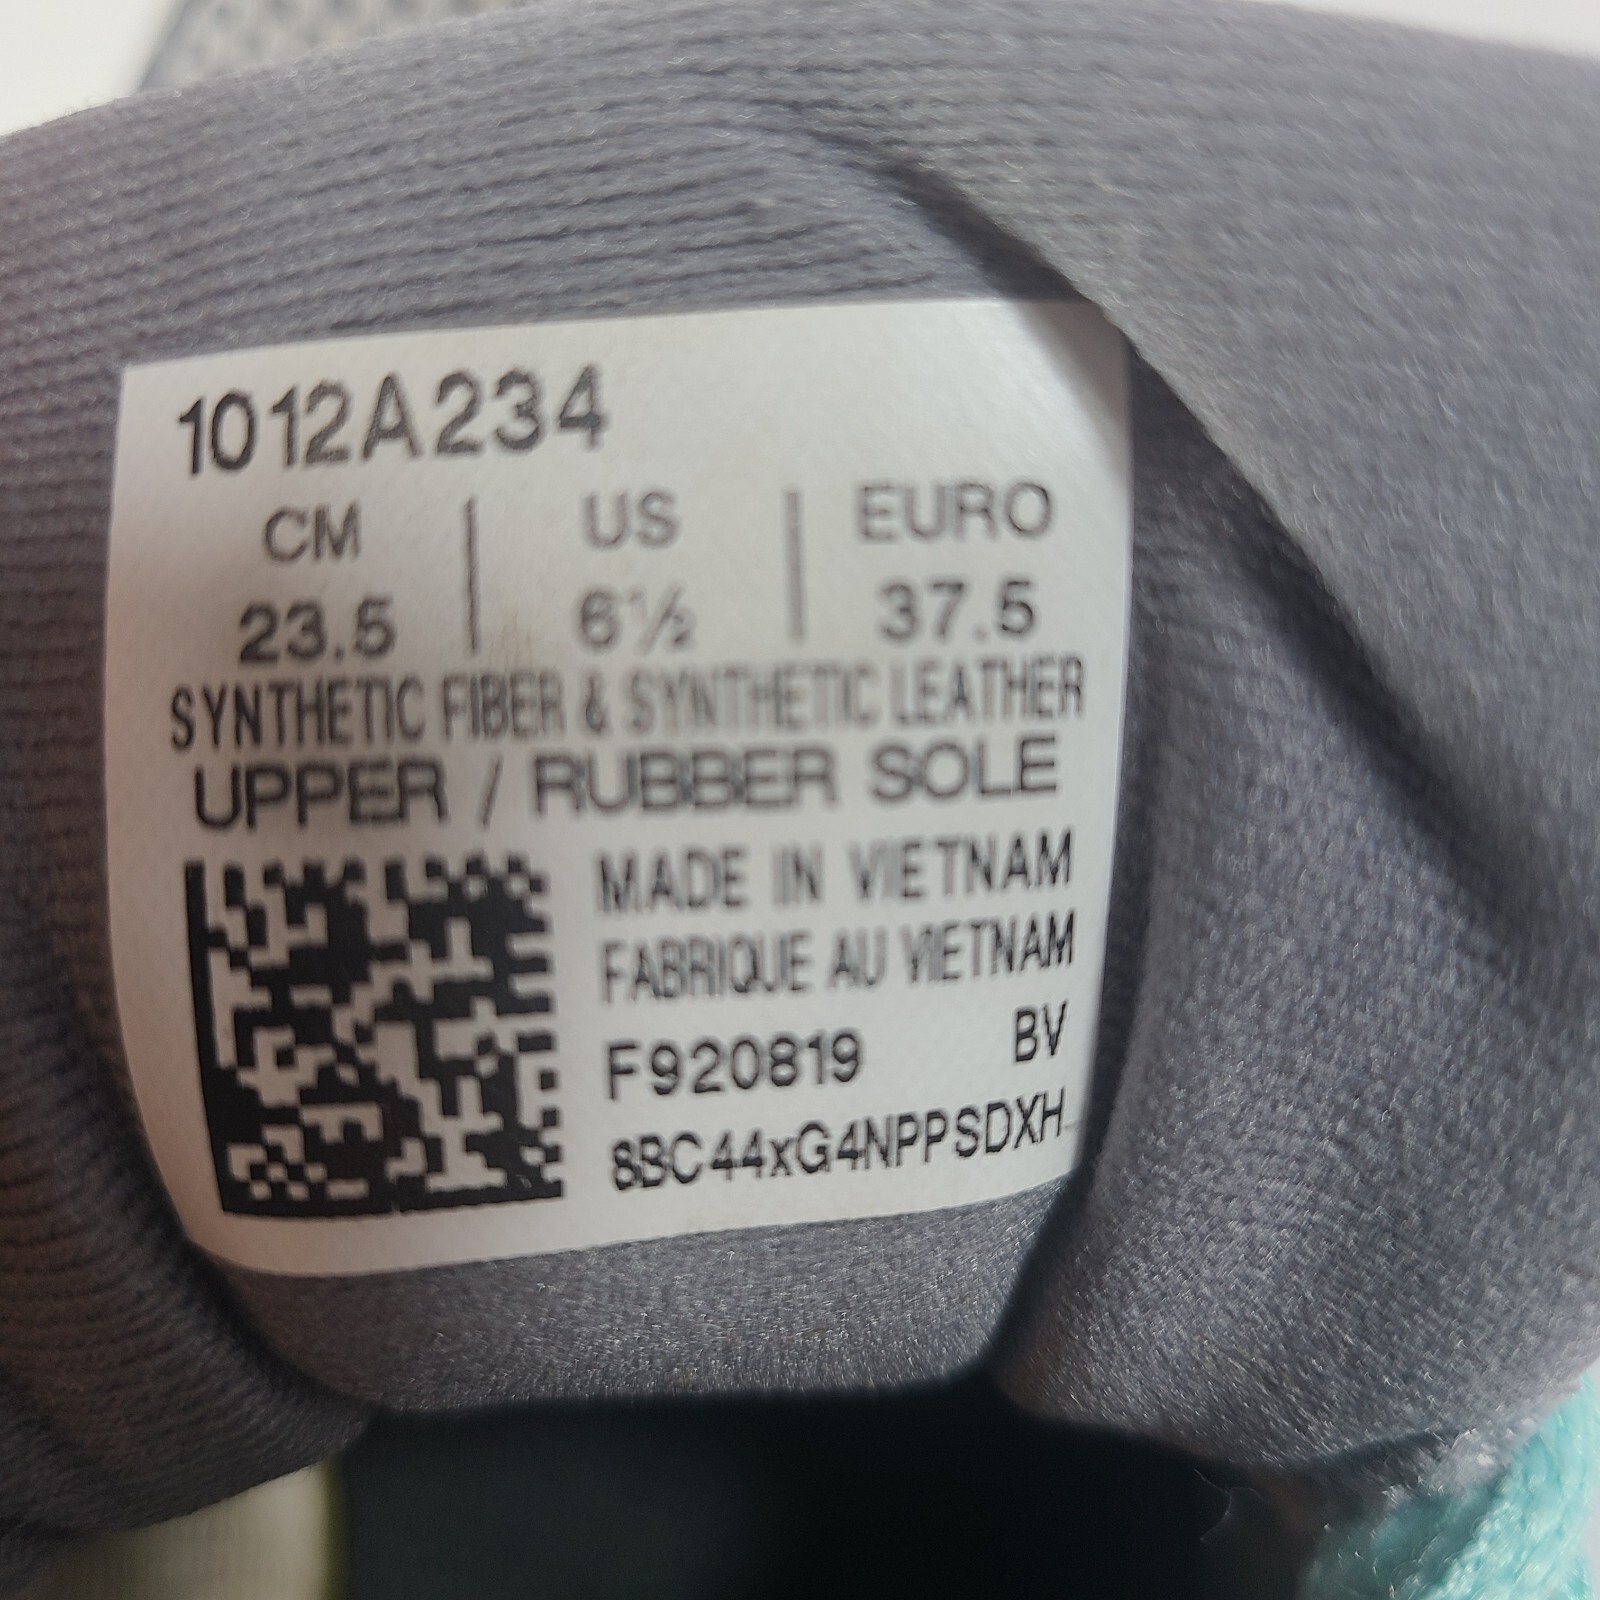 1012A234
CM | US | EURO
23.5 | 6½ | 37.5
SYNTHETIC FIBER & SYNTHETIC LEATHER
UPPER / RUBBER SOLE
MADE IN VIETNAM
FABRIQUE AU VIETNAM
F920819 BV
8BC44xG4NPPSDXH